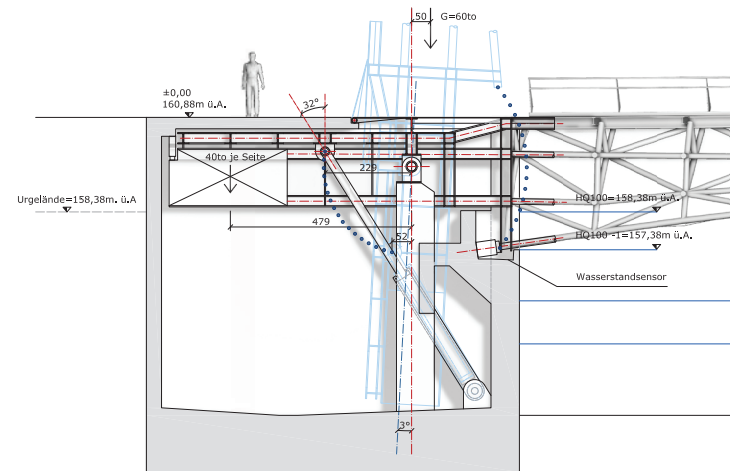 50
G=60to
±0,00
160,88m ü.A.
32°
40to je Seite
229
Urgelände=158,38m. ü.A
HQ100=158,38m ü.A.
479
52
HQ100 -1=157,38m ü.A.
Wasserstandsensor
3°